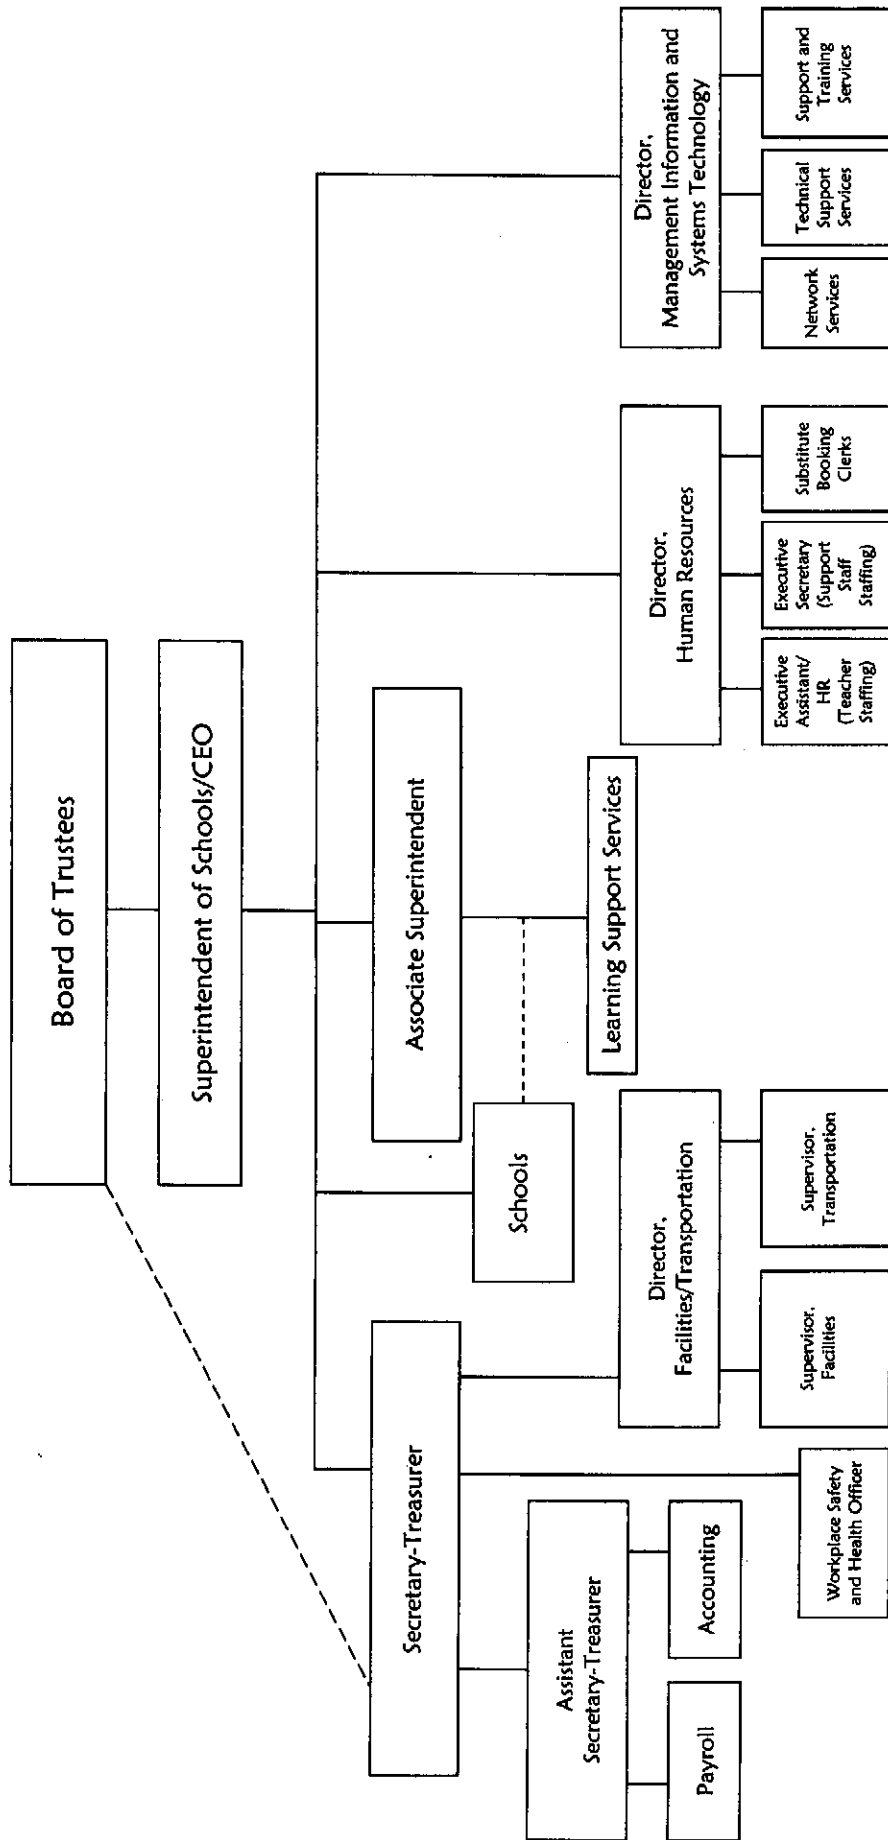 Board of Trustees
Superintendent of Schools/CEO
Secretary-Treasurer
Schools
Associate Superintendent
Director,
Human Resources
Director,
Management Information and
Systems Technology
Assistant
Secretary-Treasurer
Payroll
Accounting
Workplace Safety
and Health Officer
Director,
Facilities/Transportation
Supervisor,
Facilities
Supervisor,
Transportation
Learning Support Services
Executive
Assistant/
HR
(Teacher
Staffing)
Executive
Secretary
(Support
Staff
Staffing)
Substitute
Booking
Clerks
Network
Services
Technical
Support
Services
Support and
Training
Services